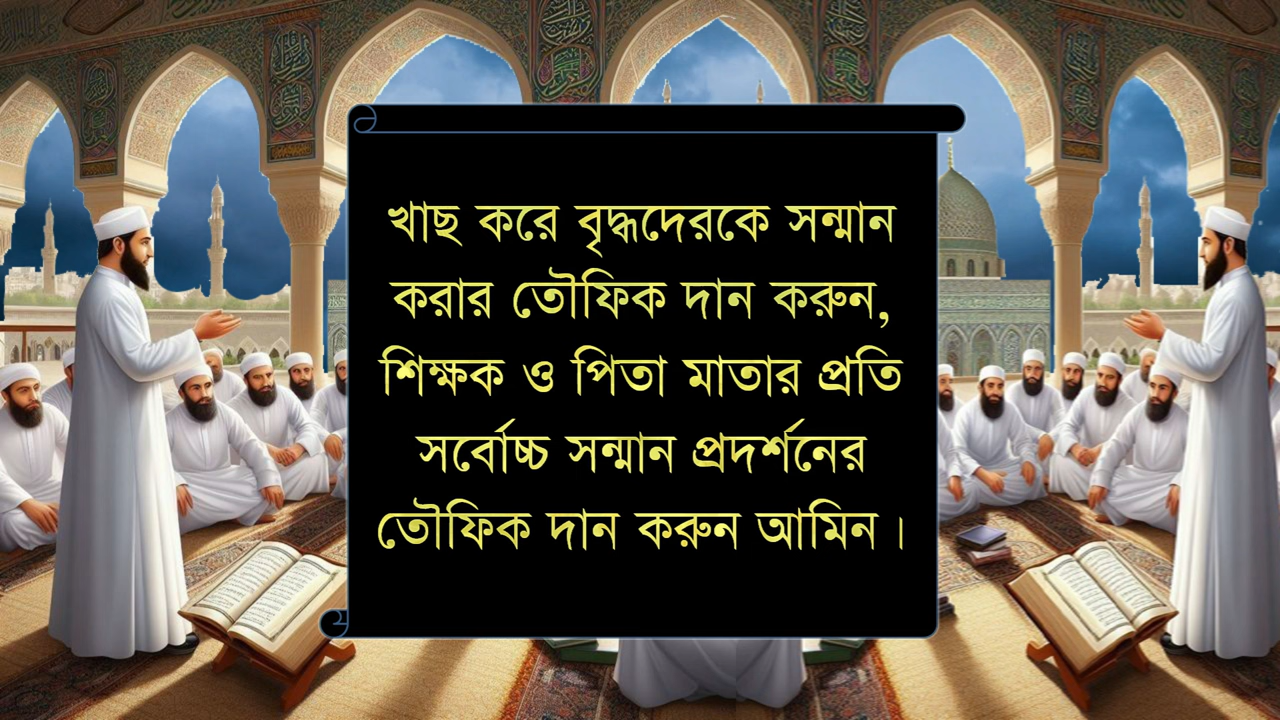 খাছ করে বৃদ্ধদেরকে সন্মান
করার তৌফিক দান করুন,
শিক্ষক ও পিতা মাতার প্রতি
সর্বোচ্চ সন্মান প্রদর্শনের
তৌফিক দান করুন আমিন।